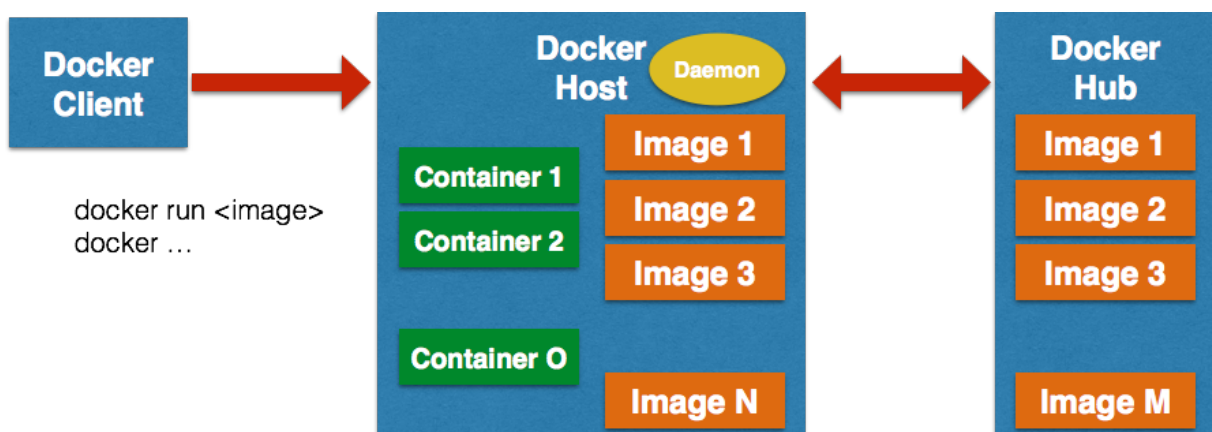 Docker
Client
docker run <image>
docker …
Docker
Host
Daemon
Container 1
Container 2
Container O
Image 1
Image 2
Image 3
Image N
Docker
Hub
Image 1
Image 2
Image 3
Image M